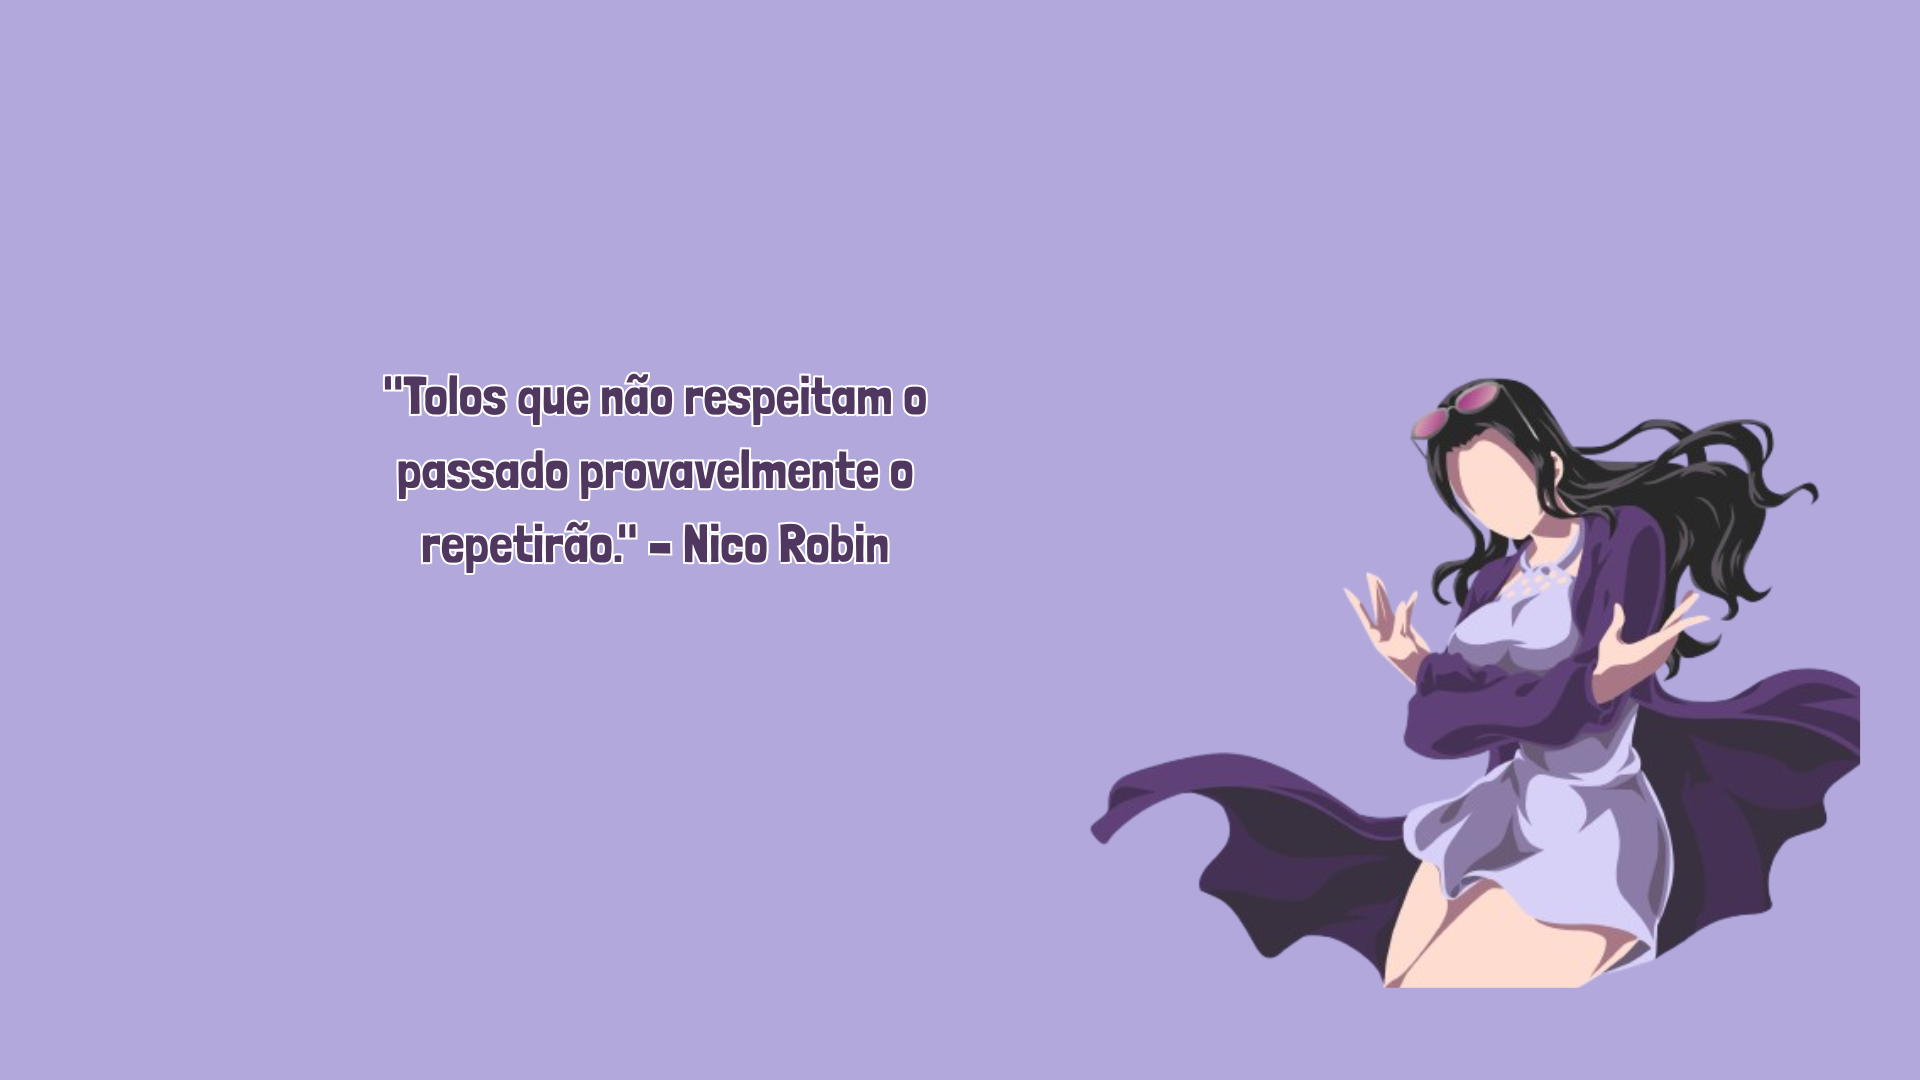 "Tolos que não respeitam o
passado provavelmente o
repetirão." - Nico Robin